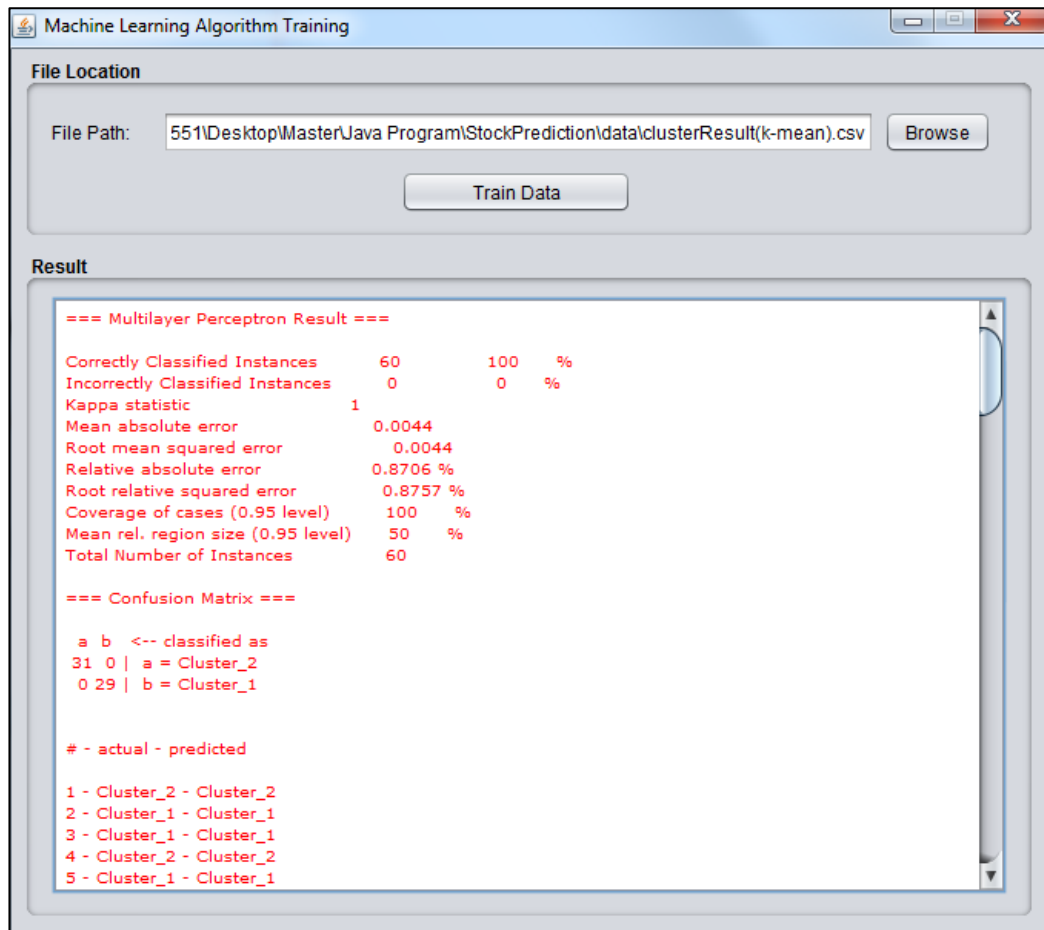 Machine Learning Algorithm Training
File Location
File Path: 551\Desktop\Master\Java Program\StockPrediction\data\clusterResult(k-mean).csv Browse
Train Data
Result
=== Multilayer Perceptron Result ===
Correctly Classified Instances 60 100 %
Incorrectly Classified Instances 0 0 %
Kappa statistic 1
Mean absolute error 0.0044
Root mean squared error 0.0044
Relative absolute error 0.8706 %
Root relative squared error 0.8757 %
Coverage of cases (0.95 level) 100 %
Mean rel. region size (0.95 level) 50 %
Total Number of Instances 60
=== Confusion Matrix ===
a b <-- classified as
31 0 | a = Cluster_2
0 29 | b = Cluster_1
# - actual - predicted
1 - Cluster_2 - Cluster_2
2 - Cluster_1 - Cluster_1
3 - Cluster_1 - Cluster_1
4 - Cluster_2 - Cluster_2
5 - Cluster_1 - Cluster_1